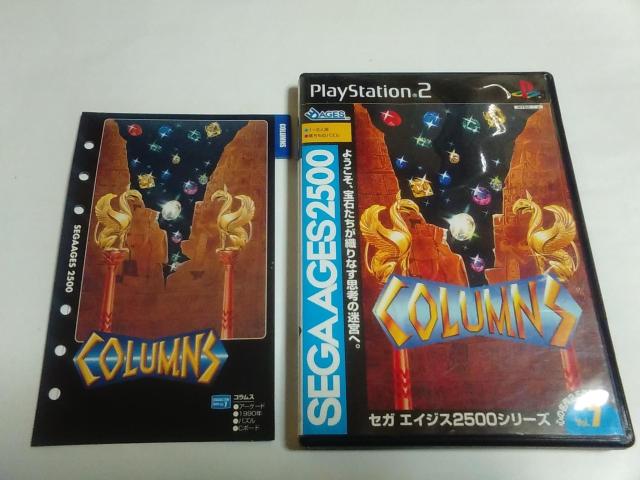 COLUMNS
SEGAAGES 2500
COLUMNS
コラムス
●アーケード
●1990年
●パズル
●Cボード
PlayStation 2
AGES
SEGA AGES 2500
ようこそ、宝石たちが織りなす思考の迷宮へ。
COLUMNS
セガ エイジス2500シリーズ
Vol. 7